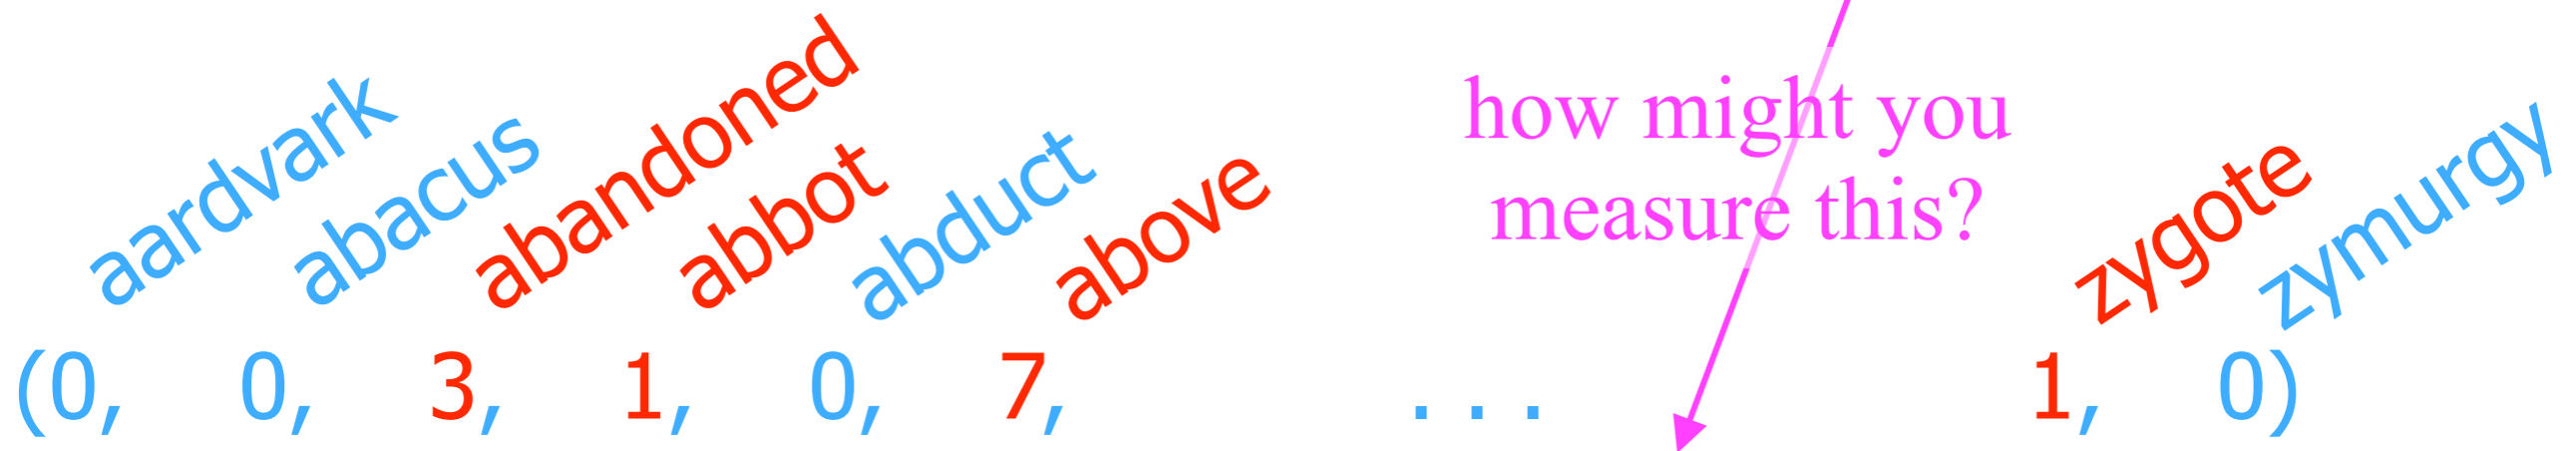 aardvark abacus abandoned abbot abduct above
how might you
measure this?
zygote zymurgy
(0, 0, 3, 1, 0, 7, . . . 1, 0)